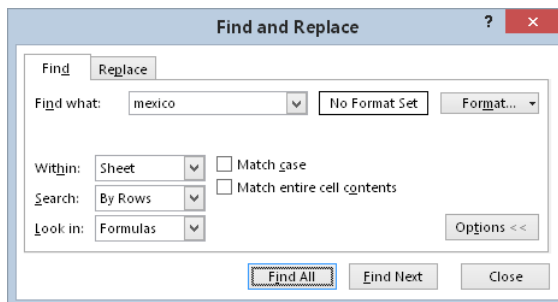 Find and Replace ? ×
Find Replace
Find what: mexico No Format Set Format...
Within: Sheet Match case
Match entire cell contents
Search: By Rows
Look in: Formulas Options <<
Find All Find Next Close